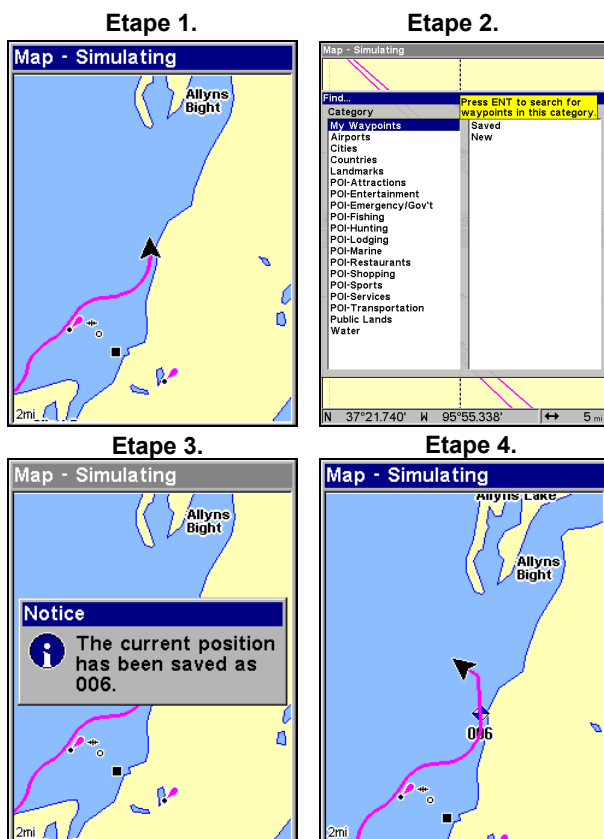 Etape 1.
Map - Simulating
Allyns
Bight
2mi
Etape 2.
Map - Simulating
Find...
Press ENT to search for
waypoints in this category.
Category
My Waypoints
Airports
Cities
Countries
Landmarks
POI-Attractions
POI-Entertainment
POI-Emergency/Gov't
POI-Fishing
POI-Hunting
POI-Lodging
POI-Marine
POI-Restaurants
POI-Shopping
POI-Sports
POI-Services
POI-Transportation
Public Lands
Water
Saved
New
N 37°21.740' W 95°55.338' ↔ 5 mi
Etape 3.
Map - Simulating
Allyns
Bight
Notice
The current position
has been saved as
006.
2mi
Etape 4.
Map - Simulating
Allyns Lake
Allyns
Bight
006
2mi